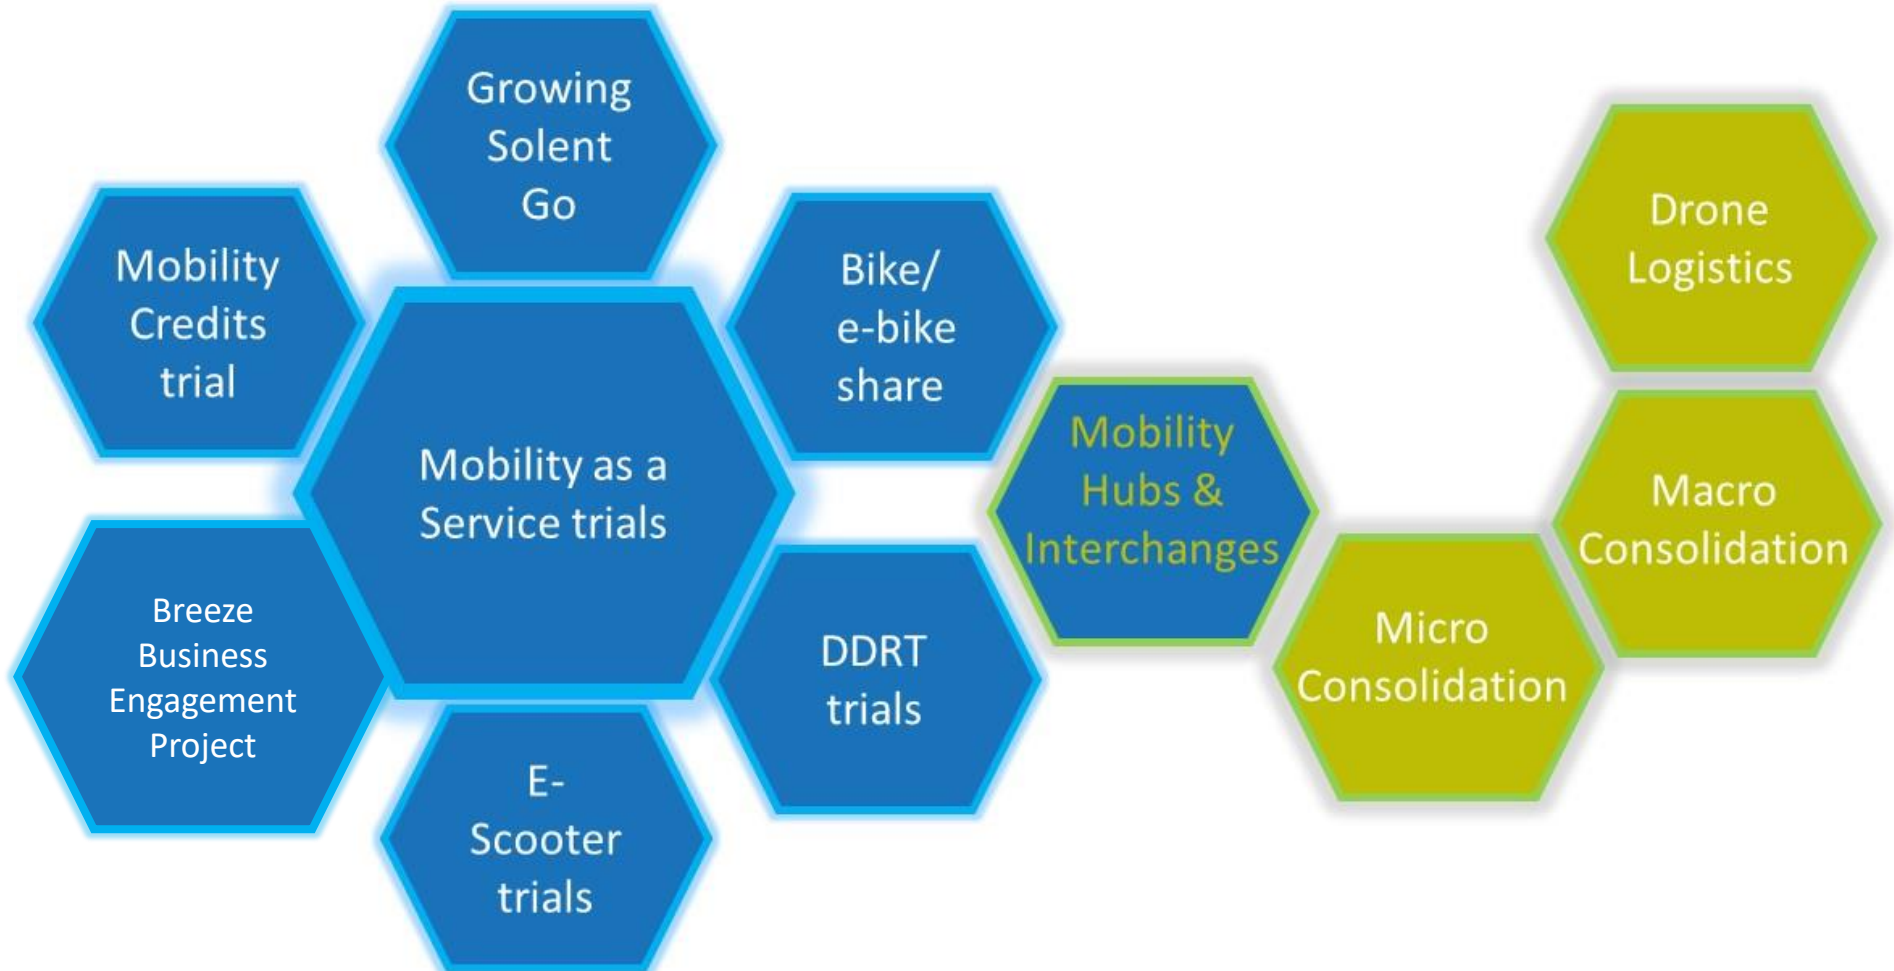 Growing
Solent
Go
Mobility
Credits
trial
Bike/
e-bike
share
Mobility as a
Service trials
Breeze
Business
Engagement
Project
E-
Scooter
trials
DDRT
trials
Mobility
Hubs &
Interchanges
Micro
Consolidation
Macro
Consolidation
Drone
Logistics